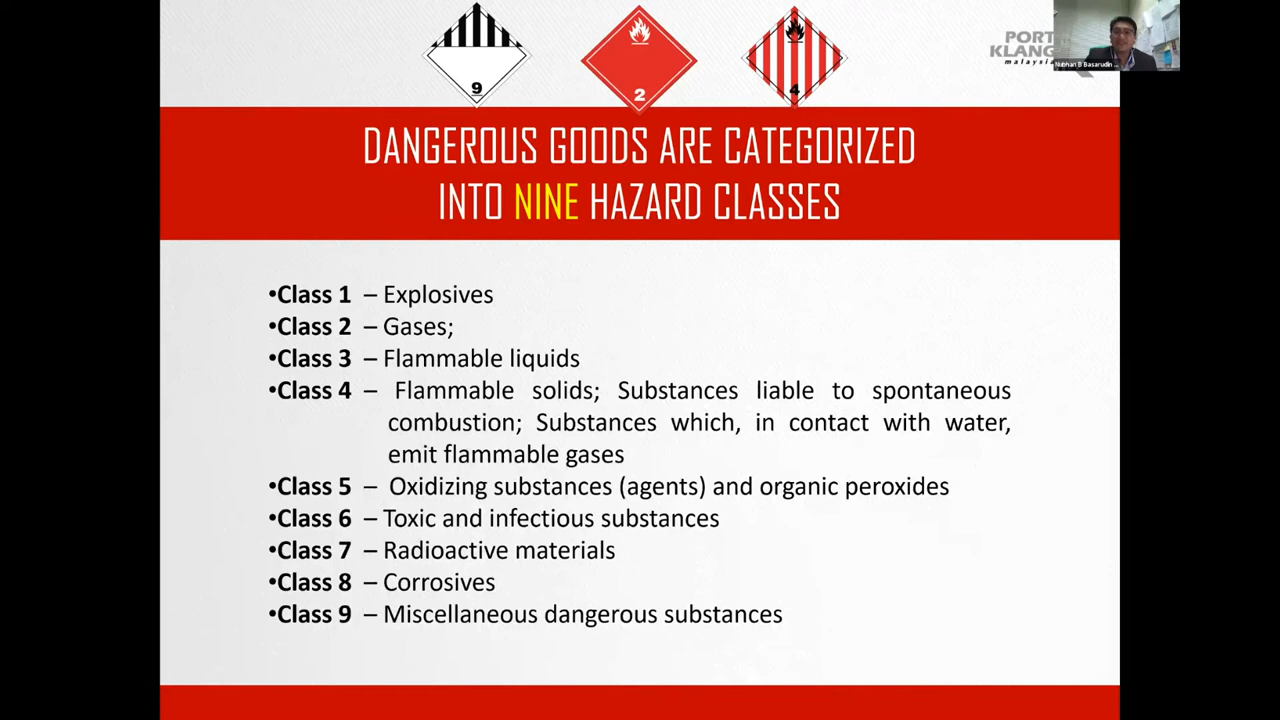 9
2
4
PORT
KLANG
malaysia
Nubhan B Basarudin ...
DANGEROUS GOODS ARE CATEGORIZED
INTO NINE HAZARD CLASSES
•Class 1 – Explosives
•Class 2 – Gases;
•Class 3 – Flammable liquids
•Class 4 – Flammable solids; Substances liable to spontaneous
combustion; Substances which, in contact with water,
emit flammable gases
•Class 5 – Oxidizing substances (agents) and organic peroxides
•Class 6 – Toxic and infectious substances
•Class 7 – Radioactive materials
•Class 8 – Corrosives
•Class 9 – Miscellaneous dangerous substances